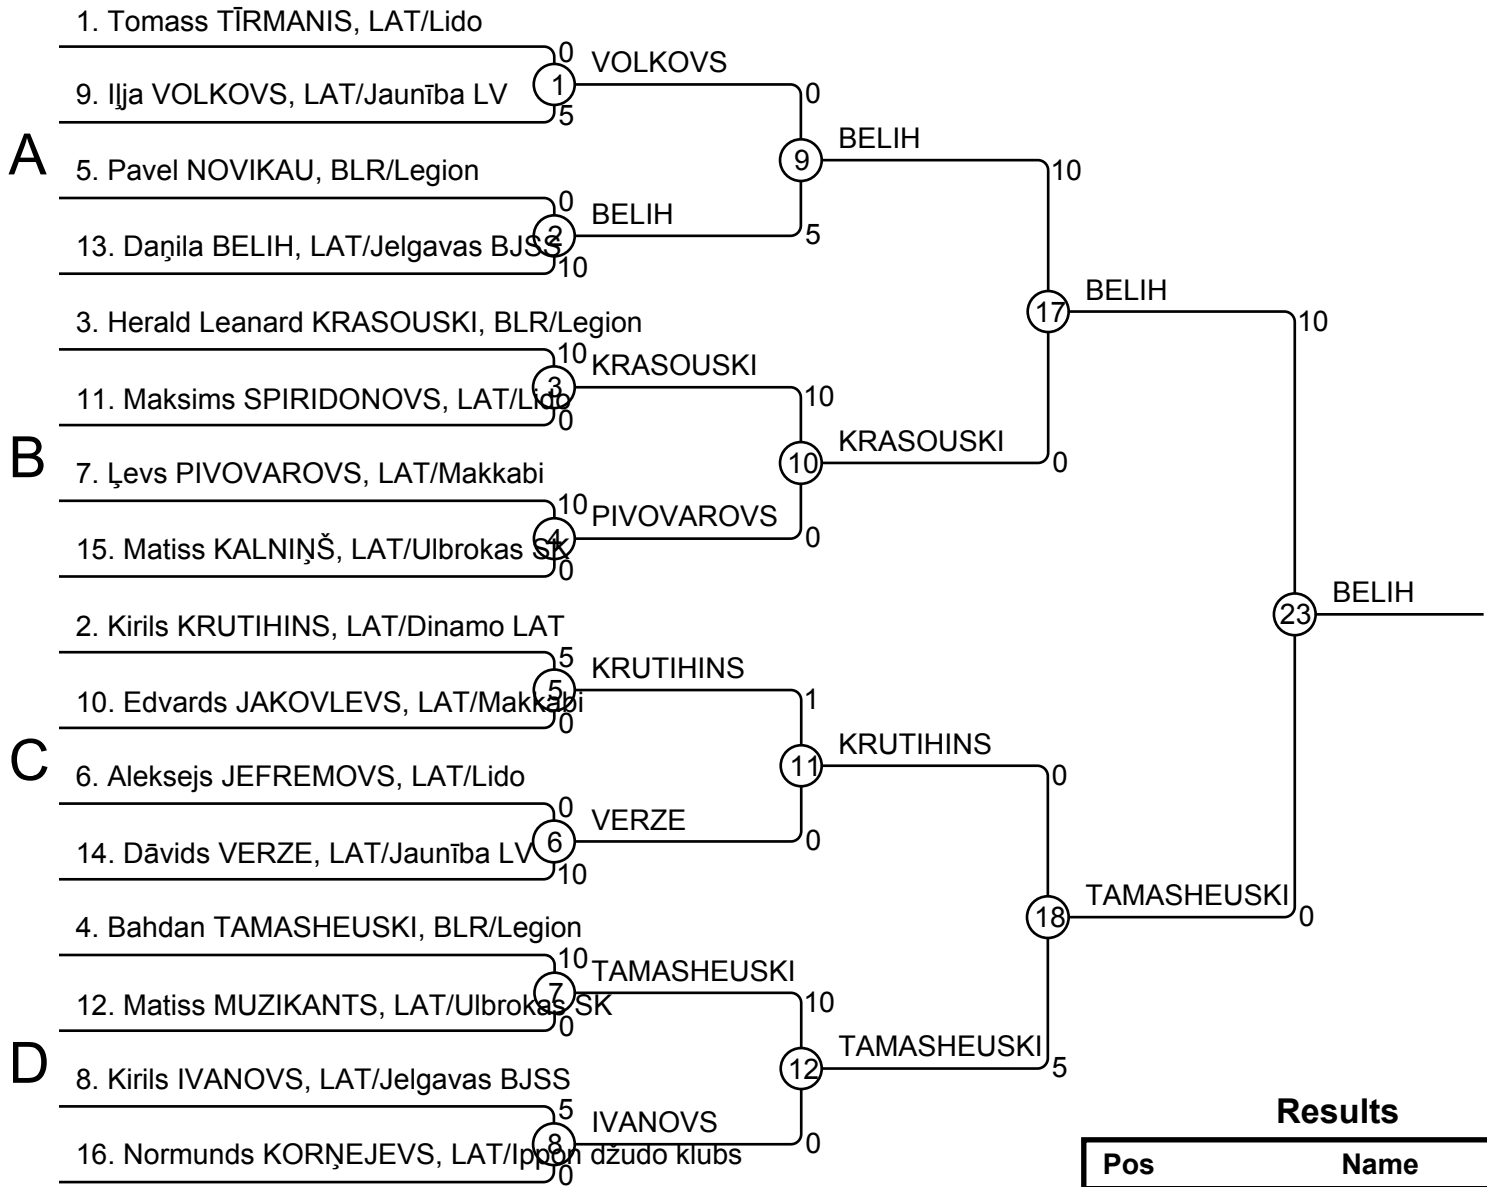 1. Tomass TĪRMANIS, LAT/Lido
0
VOLKOVS
1
0
9. Iļja VOLKOVS, LAT/Jaunība LV
5
BELIH
A
9
10
5. Pavel NOVIKAU, BLR/Legion
0
BELIH
2
5
13. Daņila BELIH, LAT/Jelgavas BJSS
10
BELIH
17
10
3. Herald Leanard KRASOUSKI, BLR/Legion
10
KRASOUSKI
3
10
11. Maksims SPIRIDONOVS, LAT/Lido
0
KRASOUSKI
B
10
0
7. Ļevs PIVOVAROVS, LAT/Makkabi
10
PIVOVAROVS
4
0
15. Matiss KALNIŅŠ, LAT/Ulbrokas SK
0
BELIH
23
2. Kirils KRUTIHINS, LAT/Dinamo LAT
5
KRUTIHINS
5
1
10. Edvards JAKOVLEVS, LAT/Makkabi
0
KRUTIHINS
C
11
0
6. Aleksejs JEFREMOVS, LAT/Lido
0
VERZE
6
0
14. Dāvids VERZE, LAT/Jaunība LV
10
TAMASHEUSKI
18
0
4. Bahdan TAMASHEUSKI, BLR/Legion
10
TAMASHEUSKI
7
10
12. Matiss MUZIKANTS, LAT/Ulbrokas SK
0
TAMASHEUSKI
D
12
5
8. Kirils IVANOVS, LAT/Jelgavas BJSS
5
IVANOVS
8
0
16. Normunds KORŅEJEVS, LAT/Ippon džudo klubs
0
Results
Pos Name